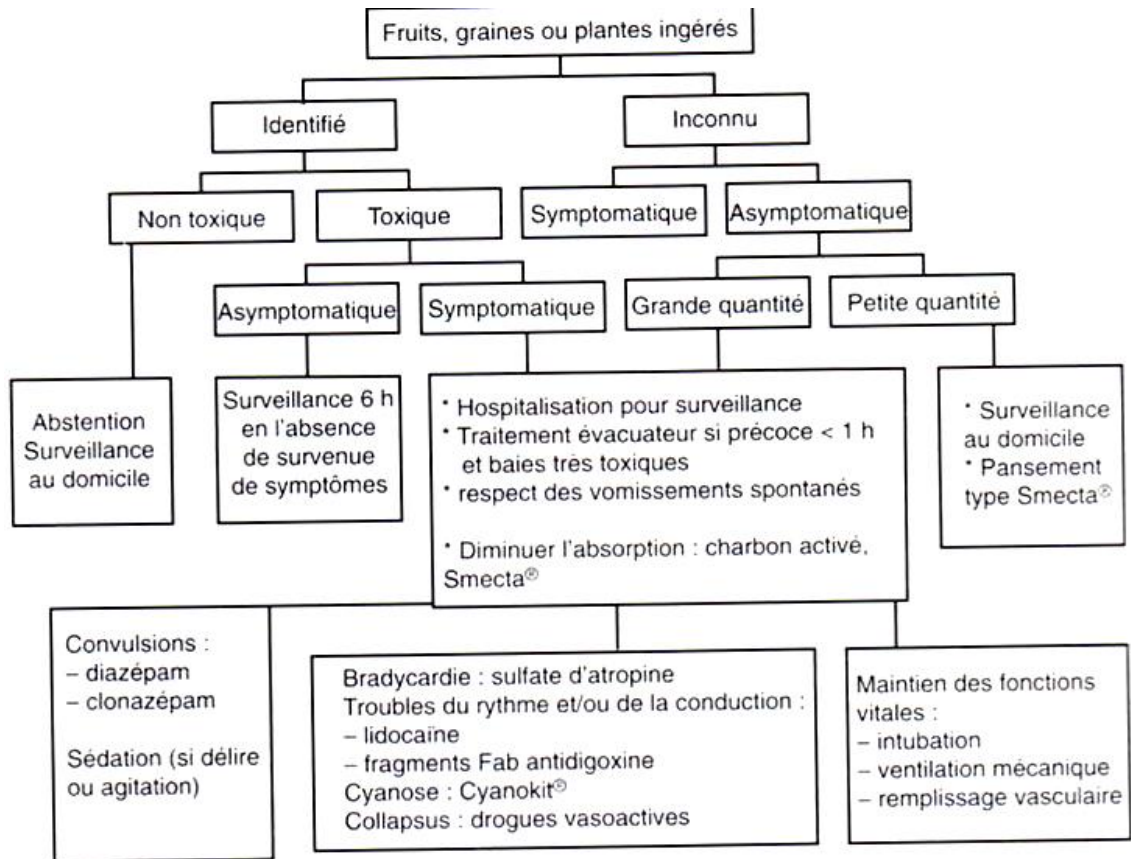 Fruits, graines ou plantes ingérés
Identifié
Inconnu
Non toxique
Toxique
Symptomatique
Asymptomatique
Asymptomatique
Symptomatique
Grande quantité
Petite quantité
Abstention
Surveillance
au domicile
Surveillance 6 h
en l'absence
de survenue
de symptômes
* Hospitalisation pour surveillance
* Traitement évacuateur si précoce < 1 h
et baies très toxiques
* respect des vomissements spontanés
* Diminuer l'absorption : charbon activé,
Smecta®
* Surveillance
au domicile
* Pansement
type Smecta®
Convulsions :
– diazépam
– clonazépam
Sédation (si délire
ou agitation)
Bradycardie : sulfate d'atropine
Troubles du rythme et/ou de la conduction :
– lidocaïne
– fragments Fab antidigoxine
Cyanose : Cyanokit®
Collapsus : drogues vasoactives
Maintien des fonctions
vitales :
– intubation
– ventilation mécanique
– remplissage vasculaire